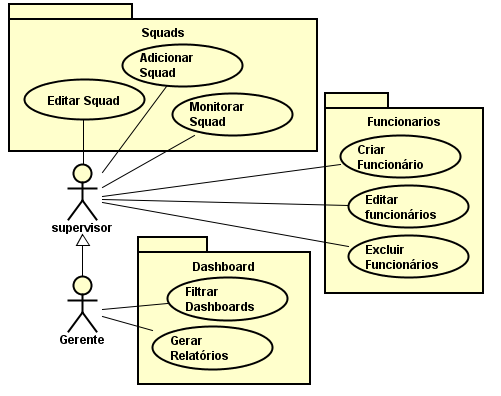 Squads
Adicionar
Squad
Editar Squad
Monitorar
Squad
Funcionarios
Criar
Funcionário
Editar
funcionários
Excluir
Funcionários
supervisor
Dashboard
Filtrar
Dashboards
Gerente
Gerar
Relatórios